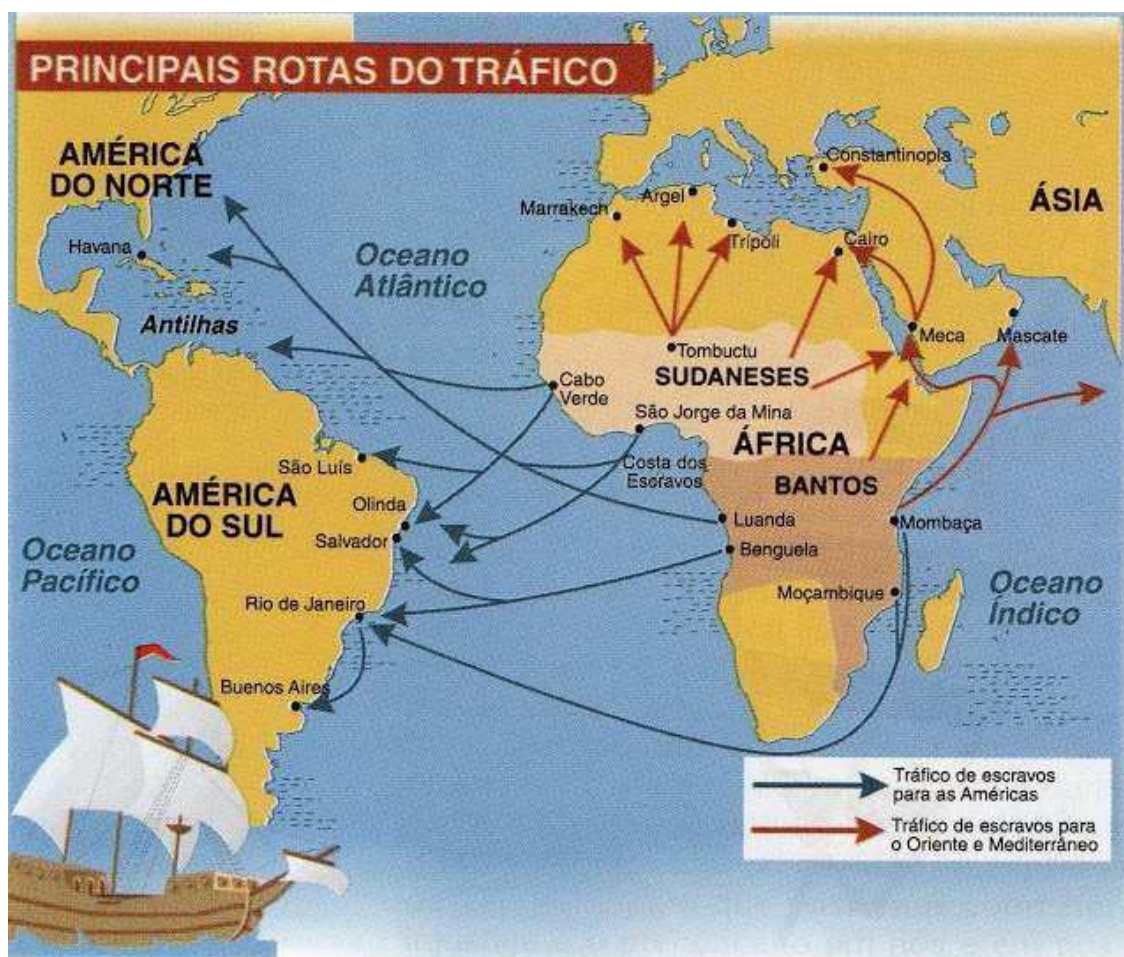 PRINCIPAIS ROTAS DO TRÁFICO
AMÉRICA
DO NORTE
Havana
Antilhas
Oceano
Atlântico
Constantinopla
ÁSIA
Argel
Marrakech
Trípoli
Cairo
Meca
Mascate
Tombuctu
SUDANESES
Cabo
Verde
São Jorge da Mina
ÁFRICA
Costa dos
Escravos
BANTOS
São Luís
AMÉRICA
DO SUL
Olinda
Salvador
Luanda
Mombaça
Benguela
Oceano
Pacífico
Moçambique
Oceano
Índico
Rio de Janeiro
Buenos Aires
Tráfico de escravos
para as Américas
Tráfico de escravos para
o Oriente e Mediterrâneo